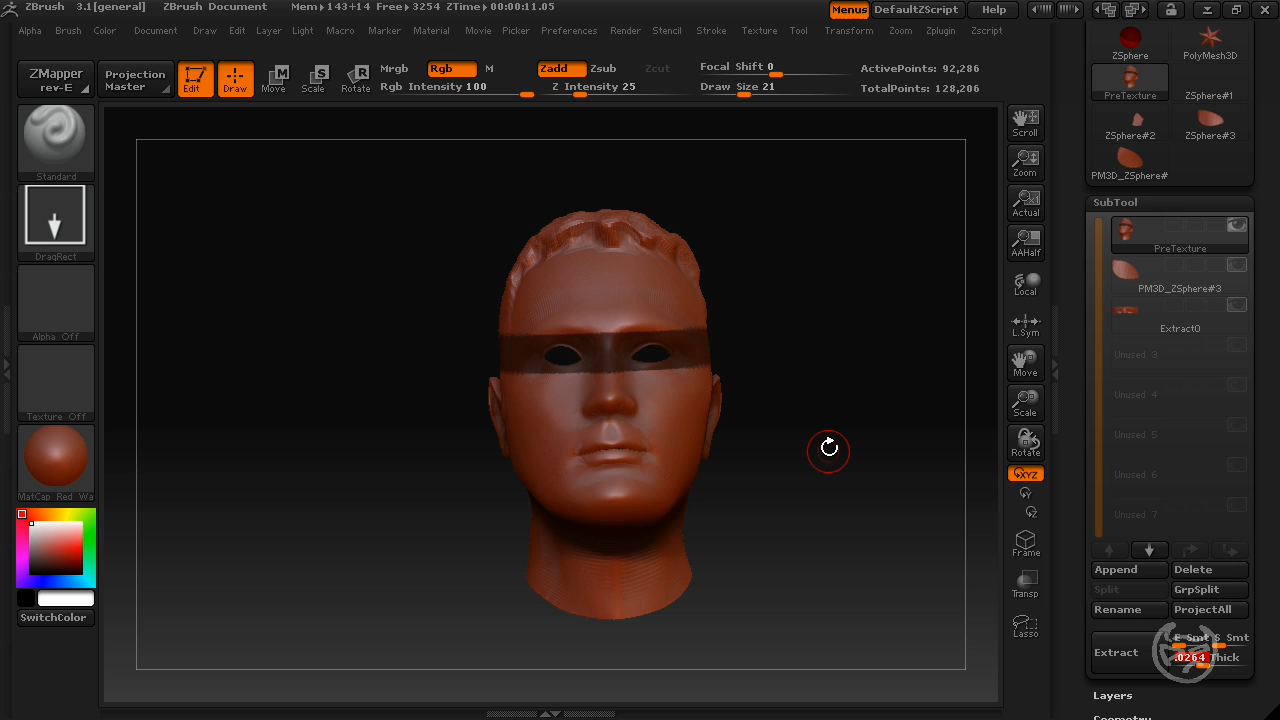 ZBrush 3.1[general] ZBrush Document Mem▸143+14 Free▸3254 ZTime▸00:00:11.05 Menus DefaultZScript Help
Alpha Brush Color Document Draw Edit Layer Light Macro Marker Material Movie Picker Preferences Render Stencil Stroke Texture Tool Transform Zoom Zplugin Zscript
ZMapper
rev-E
Projection
Master
Edit
Draw
Move
Scale
Rotate
Mrgb Rgb M
Rgb Intensity 100
Zadd Zsub Zcut
Z Intensity 25
Focal Shift 0
Draw Size 21
ActivePoints: 92,286
TotalPoints: 128,206
Standard
DragRect
Alpha Off
Texture Off
MatCap Red Wa
SwitchColor
Scroll
Zoom
Actual
AAHalf
Local
L.Sym
Move
Scale
Rotate
XYZ
Y
Z
Frame
Transp
Lasso
ZSphere PolyMesh3D
PreTexture ZSphere#1
ZSphere#2 ZSphere#3
PM3D_ZSphere#
SubTool
PreTexture
PM3D_ZSphere#3
Extract0
Unused 3
Unused 4
Unused 5
Unused 6
Unused 7
Append Delete
Split GrpSplit
Rename ProjectAll
Extract
E Smt S Smt
.0264 Thick
Layers
Geometry